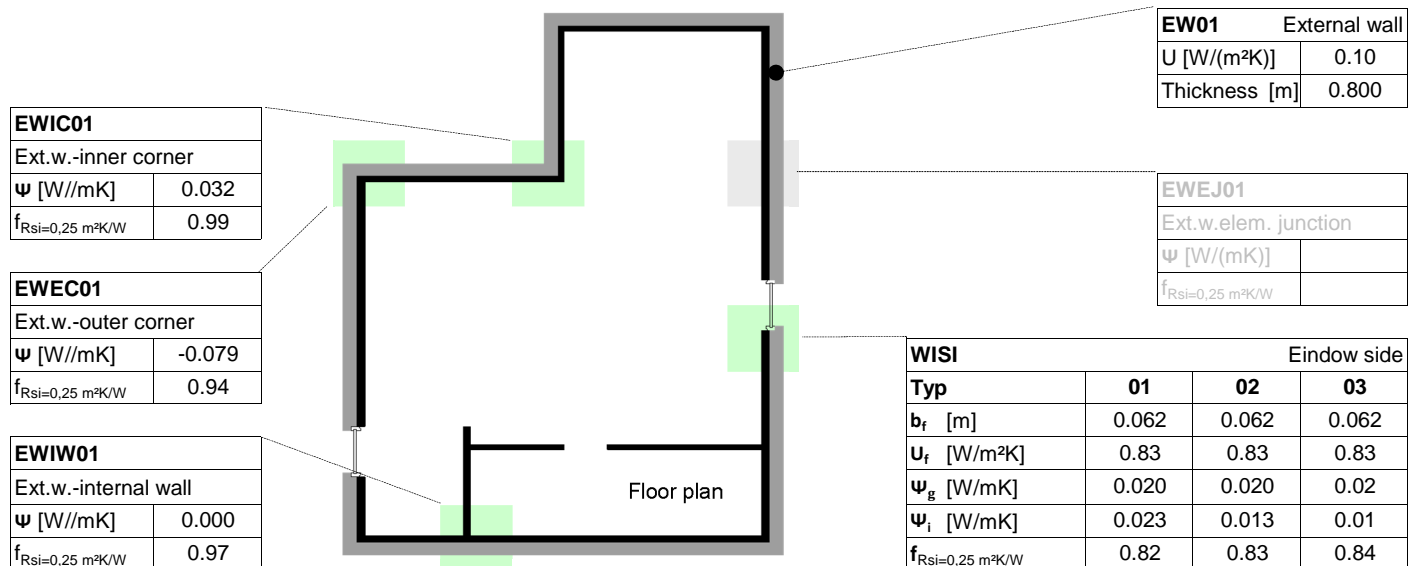 EW01 External wall
U [W/(m²K)] 0.10
Thickness [m] 0.800
EWIC01
Ext.w.-inner corner
Ψ [W//mK] 0.032
fRsi=0,25 m²K/W 0.99
EWEJ01
Ext.w.elem. junction
Ψ [W/(mK)]
fRsi=0,25 m²K/W
EWEC01
Ext.w.-outer corner
Ψ [W//mK] -0.079
fRsi=0,25 m²K/W 0.94
WISI Eindow side
Typ 01 02 03
bf [m] 0.062 0.062 0.062
Uf [W/m²K] 0.83 0.83 0.83
Ψg [W/mK] 0.020 0.020 0.02
Ψi [W/mK] 0.023 0.013 0.01
fRsi=0,25 m²K/W 0.82 0.83 0.84
EWIW01
Ext.w.-internal wall
Ψ [W//mK] 0.000
fRsi=0,25 m²K/W 0.97
Floor plan